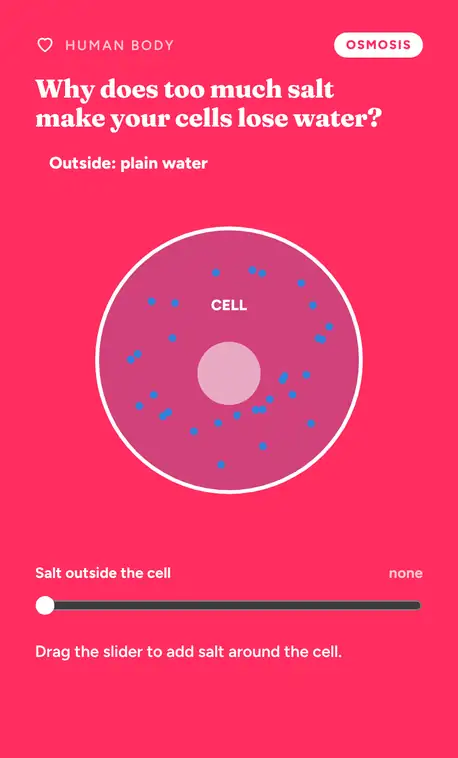 HUMAN BODY
OSMOSIS
Why does too much salt
make your cells lose water?
Outside: plain water
CELL
Salt outside the cell
none
Drag the slider to add salt around the cell.